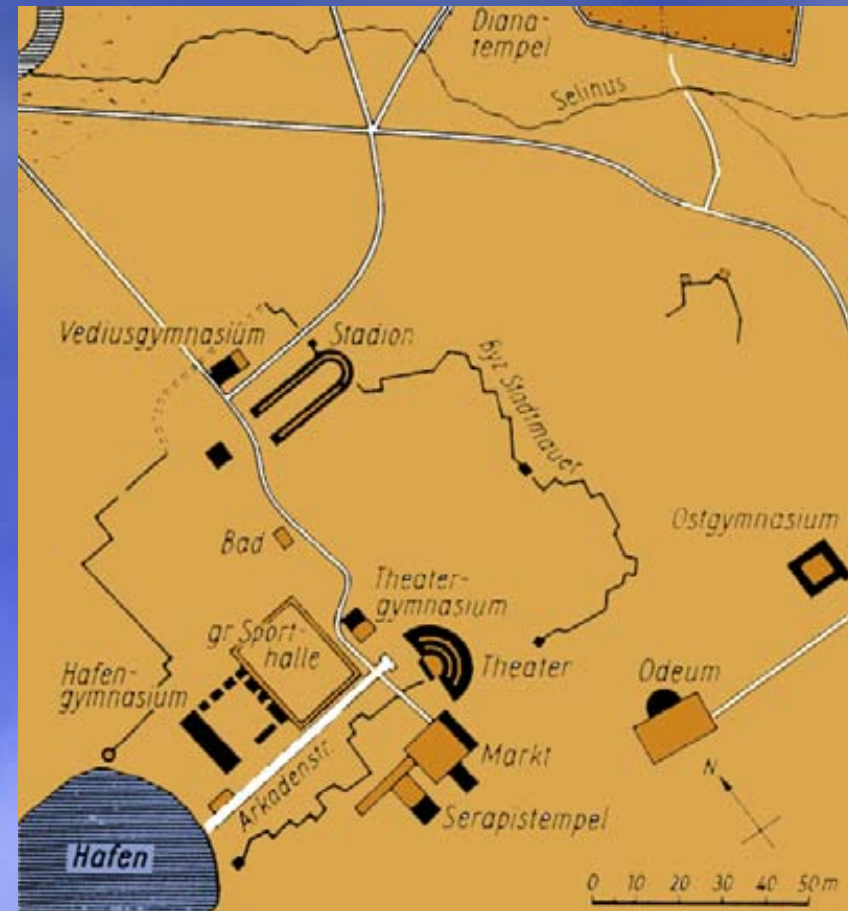 Diana-
tempel
Selinus
Vediusgymnasium
Stadion
Byz Stadtmauer
Ostgymnasium
Bad
Theater-
gymnasium
gr Sport-
halle
Hafen-
gymnasium
Theater
Odeum
Arkadenstr.
Markt
N
Serapistempel
Hafen
0 10 20 30 40 50 m